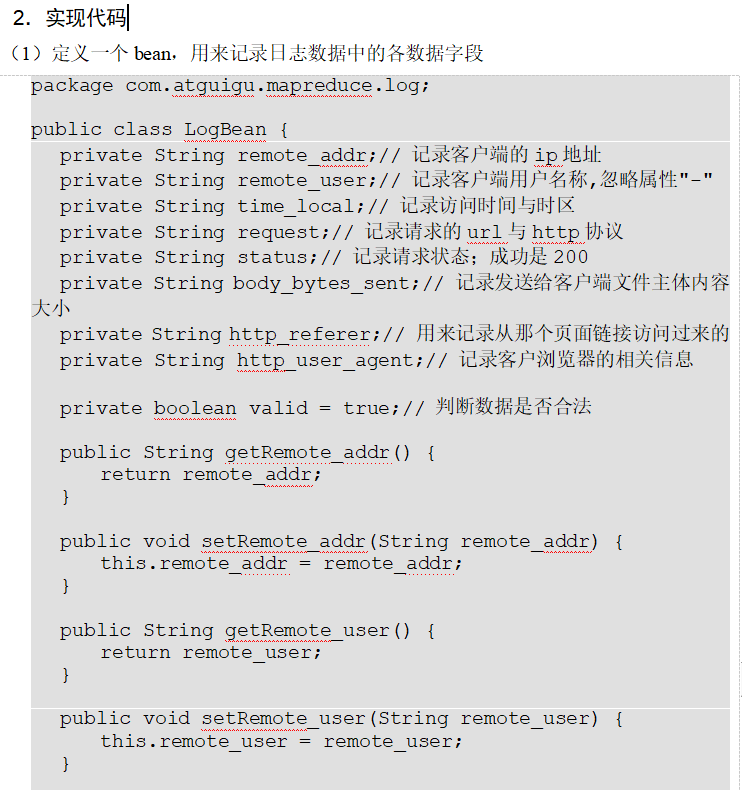 2. 实现代码
（1）定义一个 bean，用来记录日志数据中的各数据字段
package com.atguigu.mapreduce.log;
public class LogBean {
private String remote_addr;// 记录客户端的 ip 地址
private String remote_user;// 记录客户端用户名称,忽略属性"-"
private String time_local;// 记录访问时间与时区
private String request;// 记录请求的 url 与 http 协议
private String status;// 记录请求状态；成功是 200
private String body_bytes_sent;// 记录发送给客户端文件主体内容
大小
private String http_referer;// 用来记录从那个页面链接访问过来的
private String http_user_agent;// 记录客户浏览器的相关信息
private boolean valid = true;// 判断数据是否合法
public String getRemote_addr() {
return remote_addr;
}
public void setRemote_addr(String remote_addr) {
this.remote_addr = remote_addr;
}
public String getRemote_user() {
return remote_user;
}
public void setRemote_user(String remote_user) {
this.remote_user = remote_user;
}